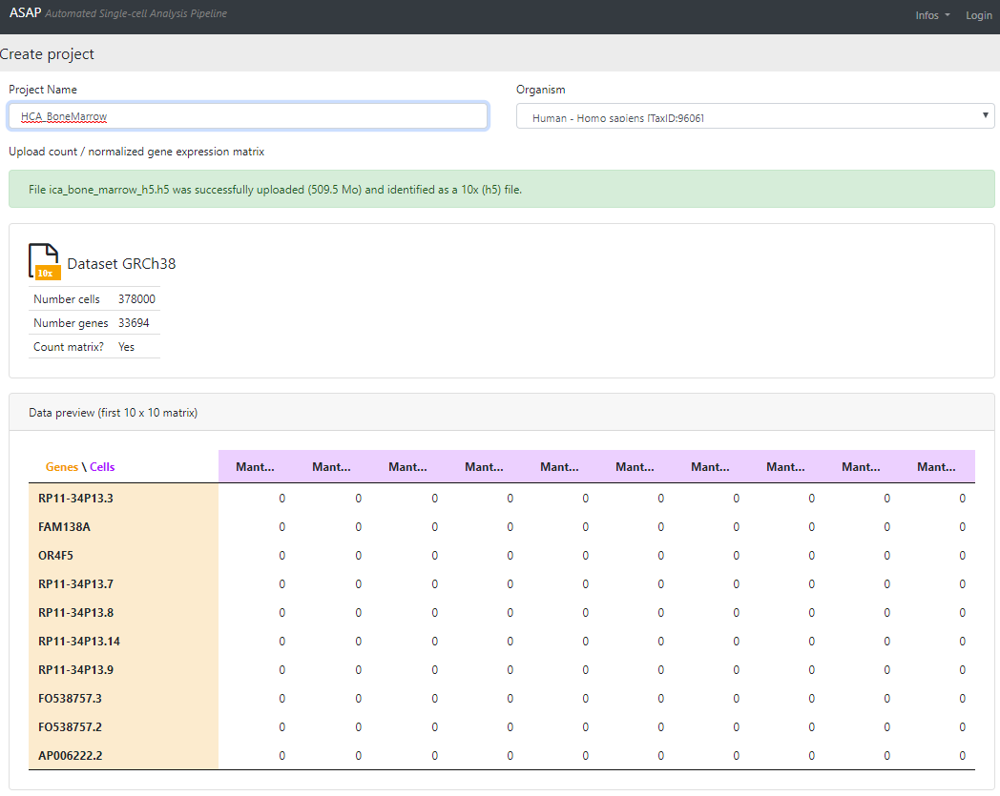 ASAP Automated Single-cell Analysis Pipeline Infos Login
Create project
Project Name Organism
HCA_BoneMarrow Human - Homo sapiens [TaxID:9606]
Upload count / normalized gene expression matrix
File ica_bone_marrow_h5.h5 was successfully uploaded (509.5 Mo) and identified as a 10x (h5) file.
10x Dataset GRCh38
Number cells 378000
Number genes 33694
Count matrix? Yes
Data preview (first 10 x 10 matrix)
Genes \ Cells Mant... Mant... Mant... Mant... Mant... Mant... Mant... Mant... Mant... Mant...
RP11-34P13.3 0 0 0 0 0 0 0 0 0 0
FAM138A 0 0 0 0 0 0 0 0 0 0
OR4F5 0 0 0 0 0 0 0 0 0 0
RP11-34P13.7 0 0 0 0 0 0 0 0 0 0
RP11-34P13.8 0 0 0 0 0 0 0 0 0 0
RP11-34P13.14 0 0 0 0 0 0 0 0 0 0
RP11-34P13.9 0 0 0 0 0 0 0 0 0 0
FO538757.3 0 0 0 0 0 0 0 0 0 0
FO538757.2 0 0 0 0 0 0 0 0 0 0
AP006222.2 0 0 0 0 0 0 0 0 0 0